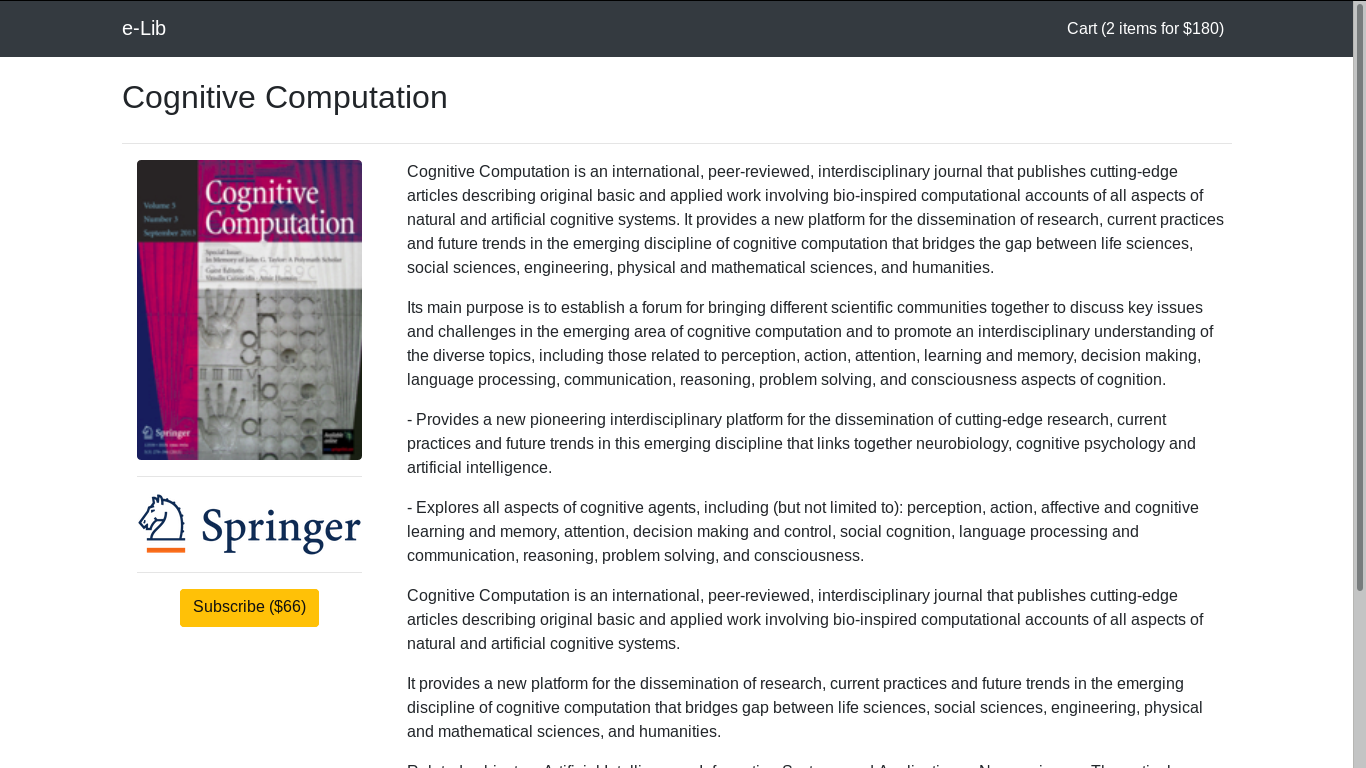 e-Lib
Cart (2 items for $180)
Cognitive Computation
Volume 5
Number 3
September 2013
Cognitive
Computation
Special Issue:
In Memory of John G. Taylor: A Polymath Scholar
Guest Editors:
Springer
Springer
Subscribe ($66)
Cognitive Computation is an international, peer-reviewed, interdisciplinary journal that publishes cutting-edge
articles describing original basic and applied work involving bio-inspired computational accounts of all aspects of
natural and artificial cognitive systems. It provides a new platform for the dissemination of research, current practices
and future trends in the emerging discipline of cognitive computation that bridges the gap between life sciences,
social sciences, engineering, physical and mathematical sciences, and humanities.
Its main purpose is to establish a forum for bringing different scientific communities together to discuss key issues
and challenges in the emerging area of cognitive computation and to promote an interdisciplinary understanding of
the diverse topics, including those related to perception, action, attention, learning and memory, decision making,
language processing, communication, reasoning, problem solving, and consciousness aspects of cognition.
- Provides a new pioneering interdisciplinary platform for the dissemination of cutting-edge research, current
practices and future trends in this emerging discipline that links together neurobiology, cognitive psychology and
artificial intelligence.
- Explores all aspects of cognitive agents, including (but not limited to): perception, action, affective and cognitive
learning and memory, attention, decision making and control, social cognition, language processing and
communication, reasoning, problem solving, and consciousness.
Cognitive Computation is an international, peer-reviewed, interdisciplinary journal that publishes cutting-edge
articles describing original basic and applied work involving bio-inspired computational accounts of all aspects of
natural and artificial cognitive systems.
It provides a new platform for the dissemination of research, current practices and future trends in the emerging
discipline of cognitive computation that bridges gap between life sciences, social sciences, engineering, physical
and mathematical sciences, and humanities.